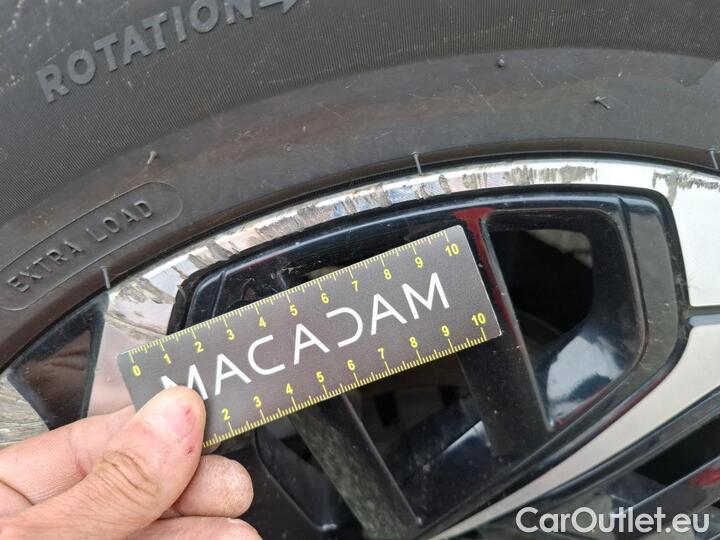 ROTATION
EXTRA LOAD
0 1 2 3 4 5 6 7 8 9 10
MACADAM
2 3 4 5 6 7 8 9 10
CarOutlet.eu